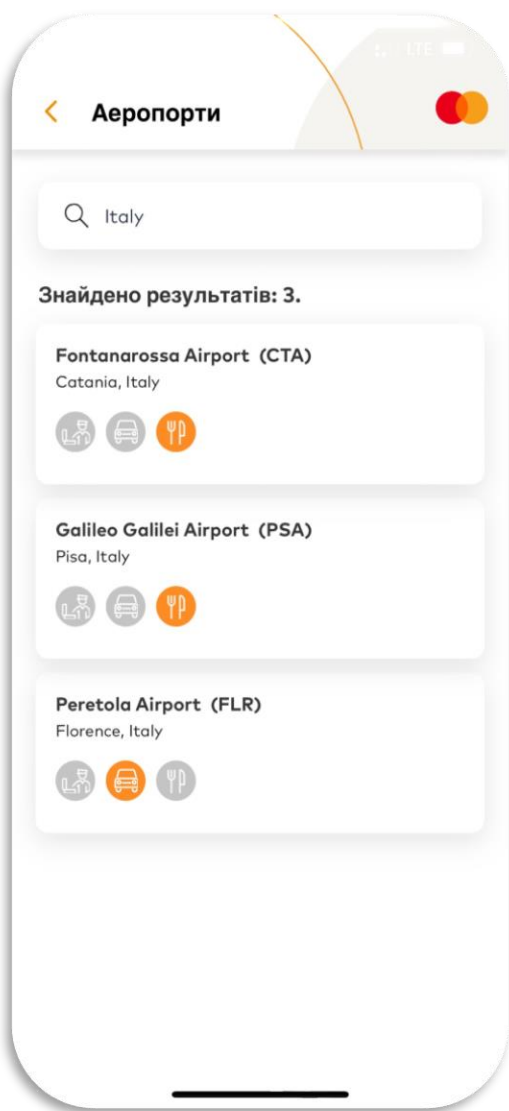 LTE
Аеропорти
Italy
Знайдено результатів: 3.
Fontanarossa Airport (CTA)
Catania, Italy
Galileo Galilei Airport (PSA)
Pisa, Italy
Peretola Airport (FLR)
Florence, Italy